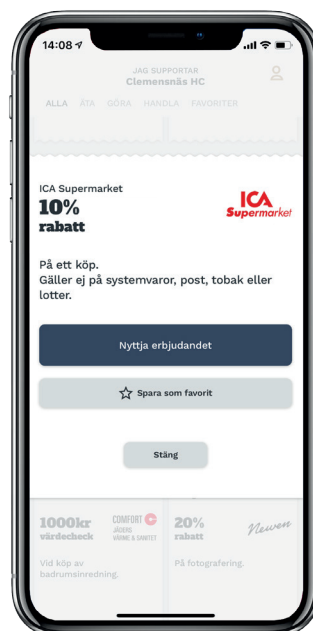 14:08
JAG SUPPORTAR
Clemensnäs HC
ALLA ÄTA GÖRA HANDLA FAVORITER
ICA Supermarket
10%
rabatt
ICA
Supermarket
På ett köp.
Gäller ej på systemvaror, post, tobak eller
lotter.
Nyttja erbjudandet
Spara som favorit
Stäng
1000kr
värdecheck
COMFORT
JÄDERS
VÄRME & SANITET
Vid köp av
badrumsinredning.
20%
rabatt
Newen
På fotografering.